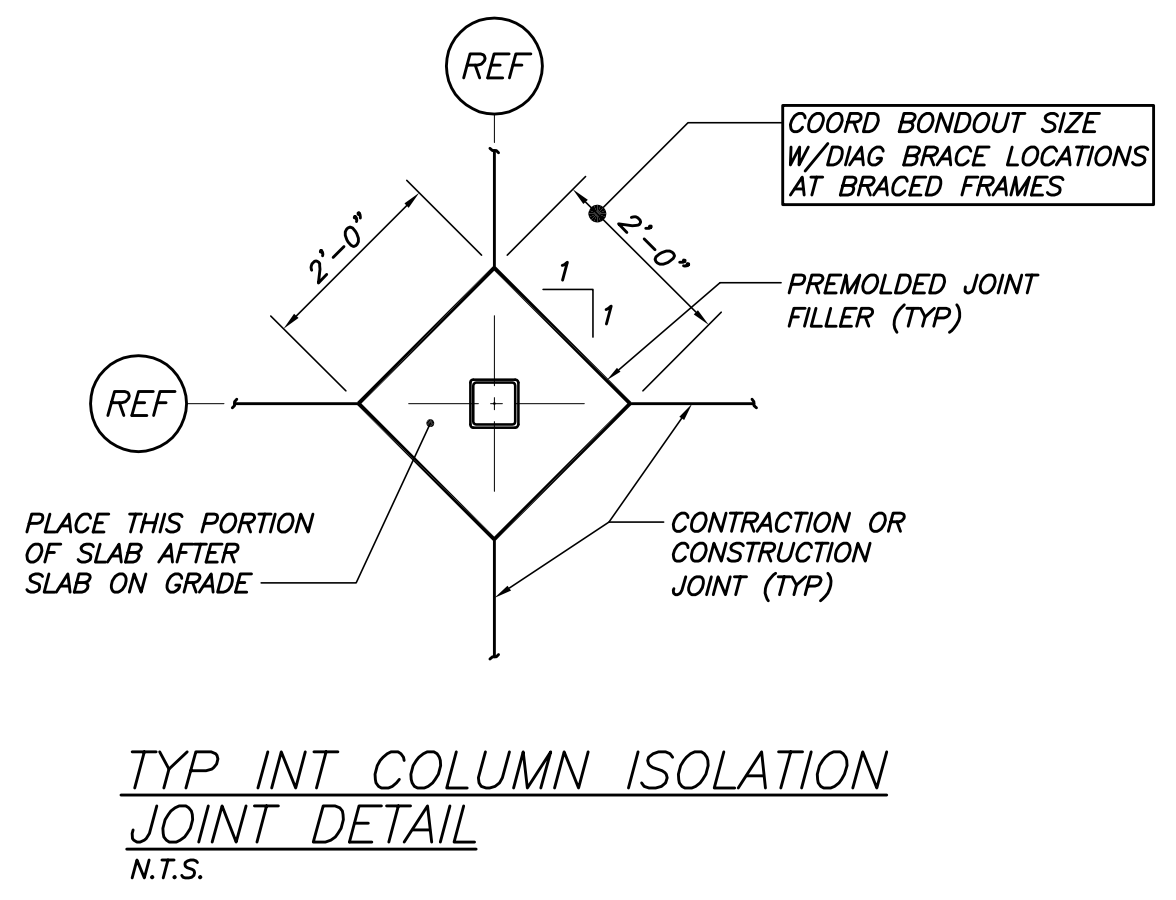 REF
COORD BONDOUT SIZE
W/DIAG BRACE LOCATIONS
AT BRACED FRAMES
2'-0"
2'-0"
1
1
PREMOLDED JOINT
FILLER (TYP)
REF
PLACE THIS PORTION
OF SLAB AFTER
SLAB ON GRADE
CONTRACTION OR
CONSTRUCTION
JOINT (TYP)
TYP INT COLUMN ISOLATION
JOINT DETAIL
N.T.S.